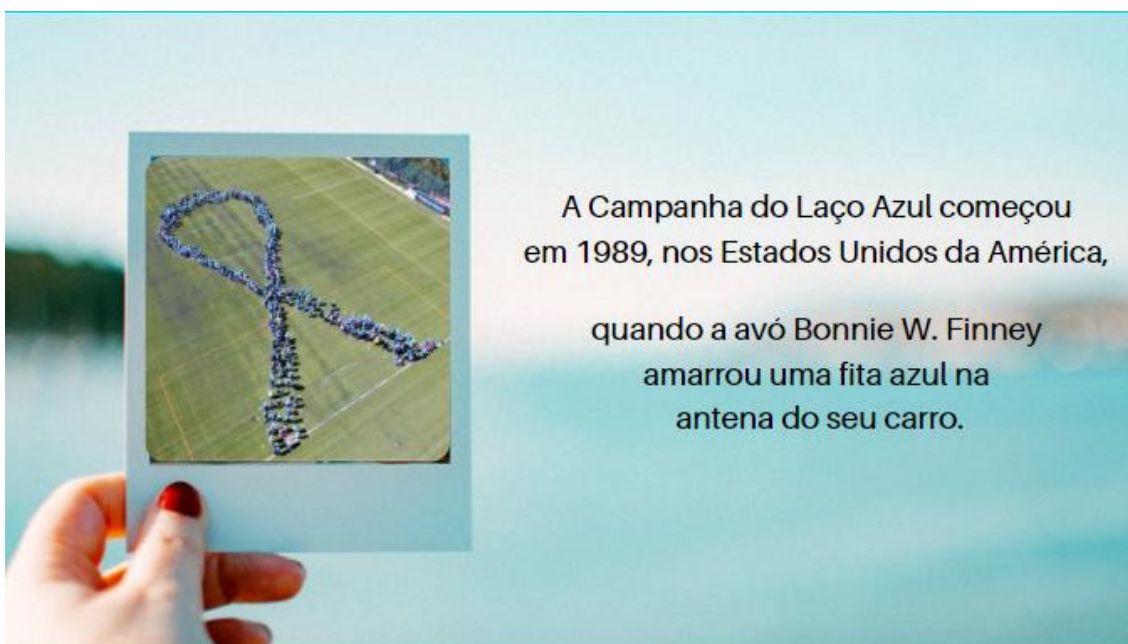 A Campanha do Laço Azul começou
em 1989, nos Estados Unidos da América,
quando a avó Bonnie W. Finney
amarrou uma fita azul na
antena do seu carro.